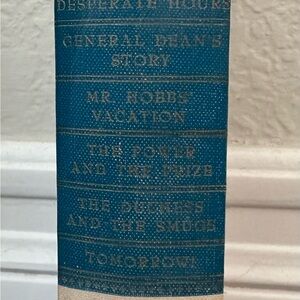 DESPERATE HOURS
GENERAL DEAN'S
STORY
MR. HOBBS'
VACATION
THE POWER
AND THE PRIZE
THE DUCHESS
AND THE SMUGS
TOMORROW!